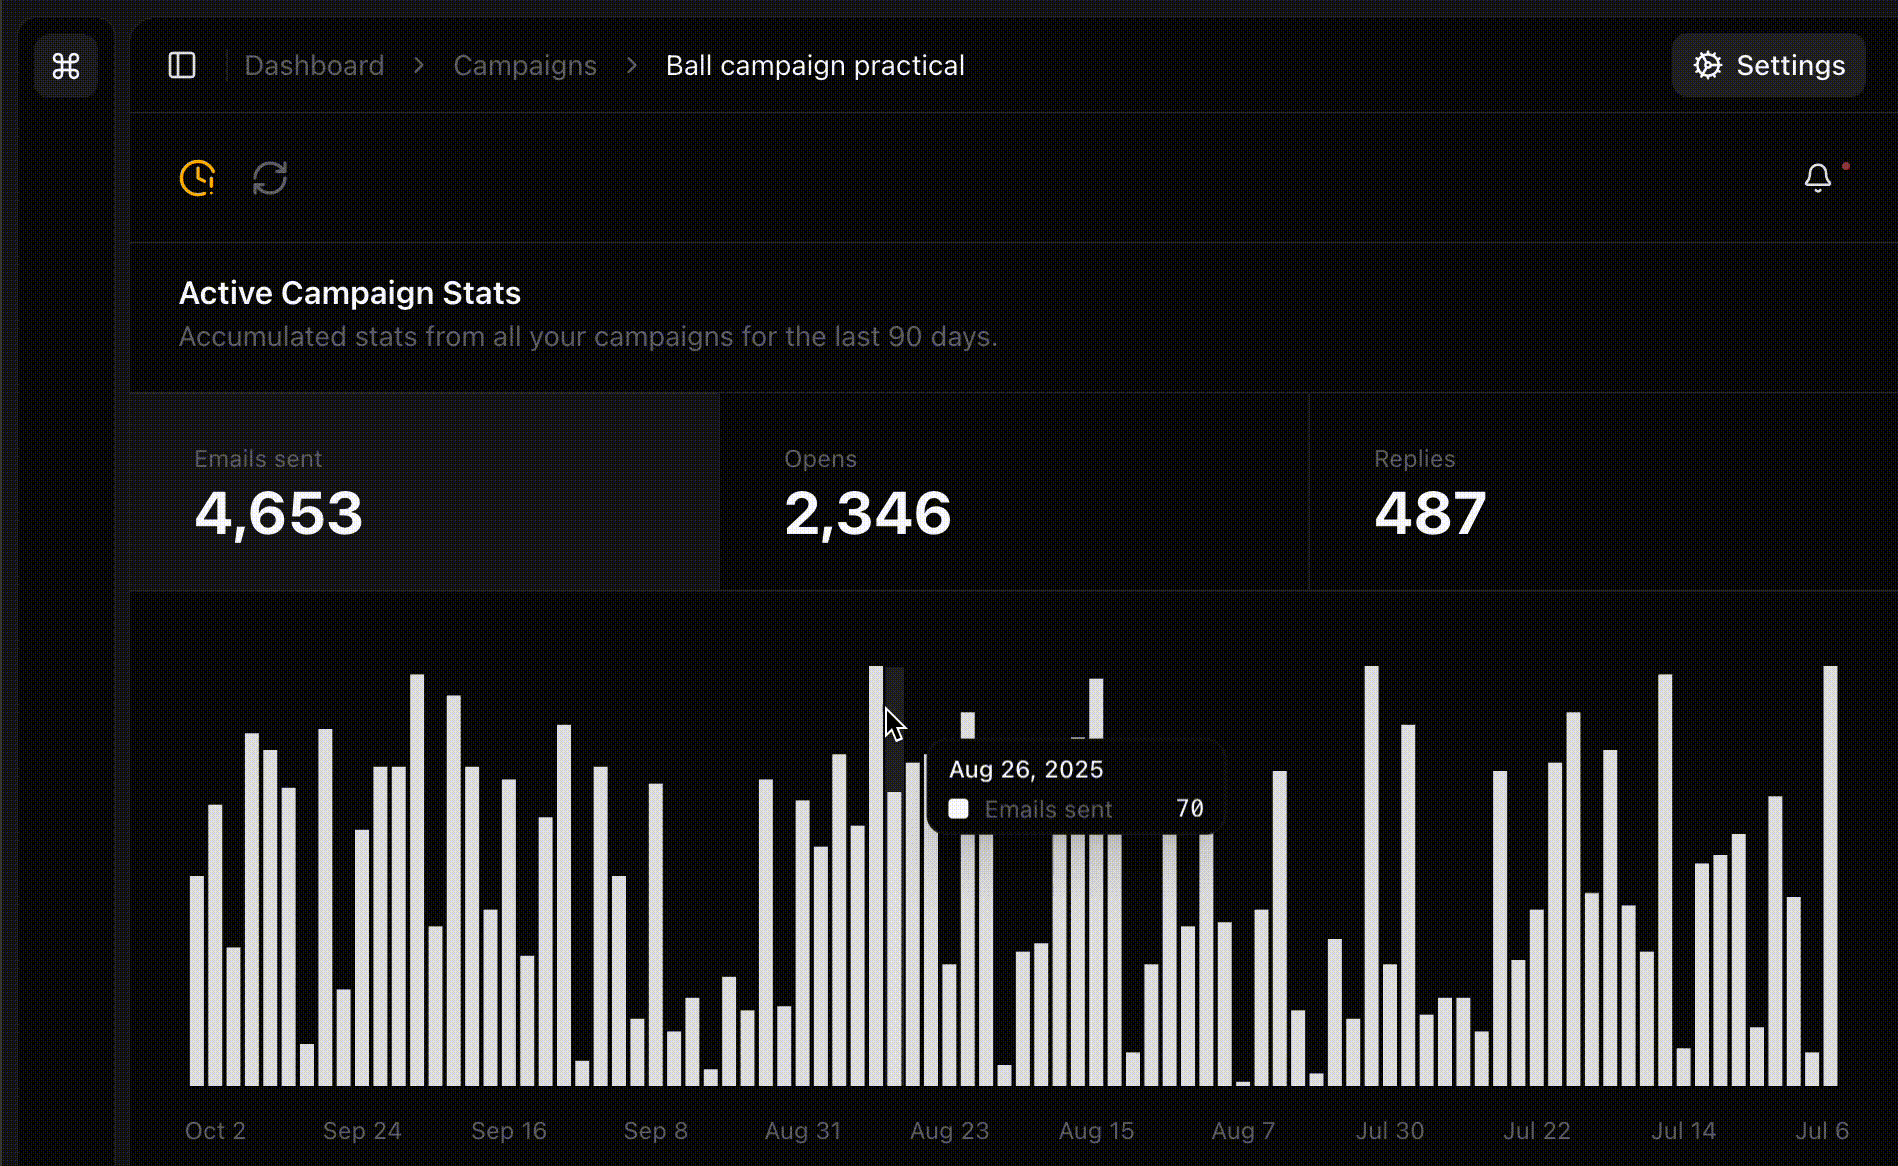 Dashboard > Campaigns > Ball campaign practical
Settings
Active Campaign Stats
Accumulated stats from all your campaigns for the last 90 days.
Emails sent
4,653
Opens
2,346
Replies
487
Aug 26, 2025
Emails sent 70
Oct 2 Sep 24 Sep 16 Sep 8 Aug 31 Aug 23 Aug 15 Aug 7 Jul 30 Jul 22 Jul 14 Jul 6